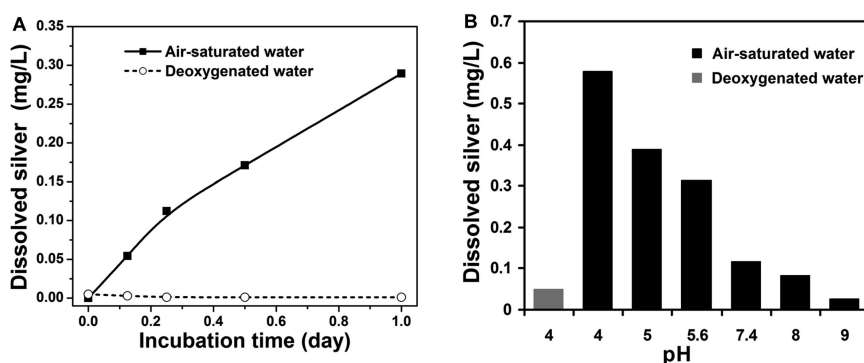 A
0.35
0.30
0.25
0.20
0.15
0.10
0.05
0.00
Dissolved silver (mg/L)
Air-saturated water
Deoxygenated water
0.0 0.2 0.4 0.6 0.8 1.0
Incubation time (day)
B
0.7
0.6
0.5
0.4
0.3
0.3
0.1
0
Dissolved silver (mg/L)
Air-saturated water
Deoxygenated water
4 4 5 5.6 7.4 8 9
pH